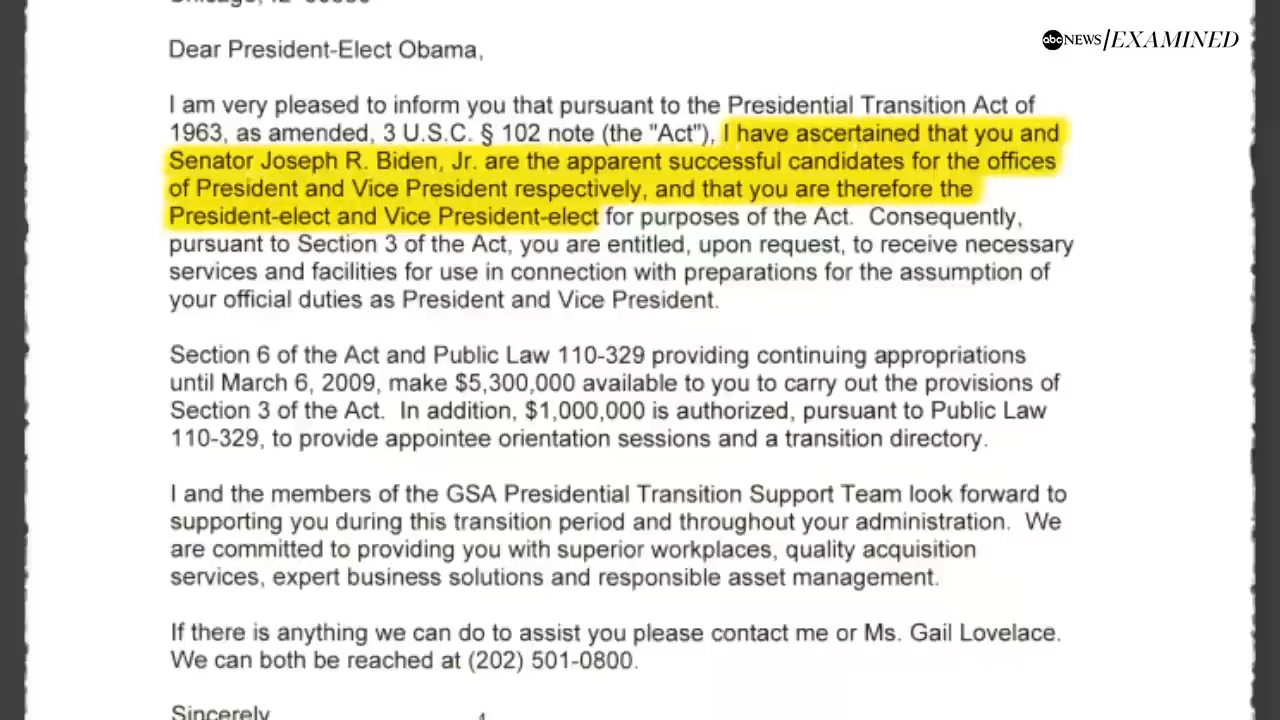 Chicago, IL
abc NEWS /EXAMINED
Dear President-Elect Obama,
I am very pleased to inform you that pursuant to the Presidential Transition Act of
1963, as amended, 3 U.S.C. § 102 note (the "Act"), I have ascertained that you and
Senator Joseph R. Biden, Jr. are the apparent successful candidates for the offices
of President and Vice President respectively, and that you are therefore the
President-elect and Vice President-elect for purposes of the Act. Consequently,
pursuant to Section 3 of the Act, you are entitled, upon request, to receive necessary
services and facilities for use in connection with preparations for the assumption of
your official duties as President and Vice President.
Section 6 of the Act and Public Law 110-329 providing continuing appropriations
until March 6, 2009, make $5,300,000 available to you to carry out the provisions of
Section 3 of the Act. In addition, $1,000,000 is authorized, pursuant to Public Law
110-329, to provide appointee orientation sessions and a transition directory.
I and the members of the GSA Presidential Transition Support Team look forward to
supporting you during this transition period and throughout your administration. We
are committed to providing you with superior workplaces, quality acquisition
services, expert business solutions and responsible asset management.
If there is anything we can do to assist you please contact me or Ms. Gail Lovelace.
We can both be reached at (202) 501-0800.
Sincerely